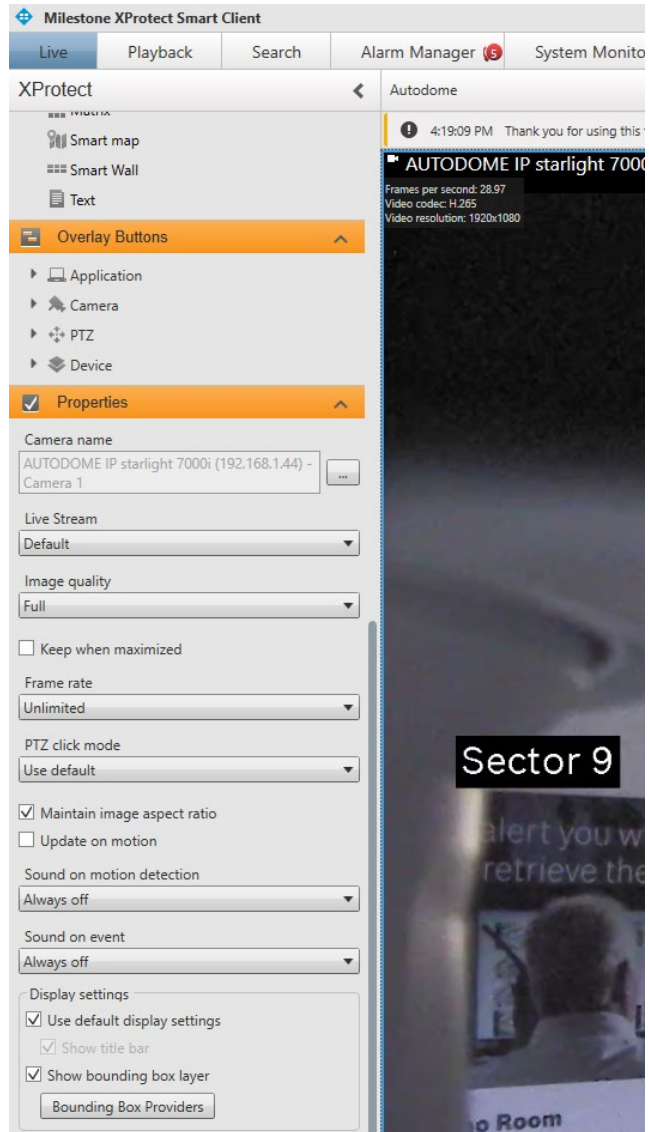 Milestone XProtect Smart Client
Live Playback Search Alarm Manager 5 System Monito
XProtect
Autodome
Matrix
4:19:09 PM Thank you for using this
Smart map
Smart Wall
Text
AUTODOME IP starlight 7000
Frames per second: 28.97
Video codec: H.265
Video resolution: 1920x1080
Overlay Buttons
Application
Camera
PTZ
Device
Properties
Camera name
AUTODOME IP starlight 7000i (192.168.1.44) -
Camera 1
...
Live Stream
Default
Image quality
Full
Keep when maximized
Frame rate
Unlimited
PTZ click mode
Use default
Maintain image aspect ratio
Update on motion
Sound on motion detection
Always off
Sound on event
Always off
Display settings
Use default display settings
Show title bar
Show bounding box layer
Bounding Box Providers
Sector 9
alert you w
retrieve the
Room